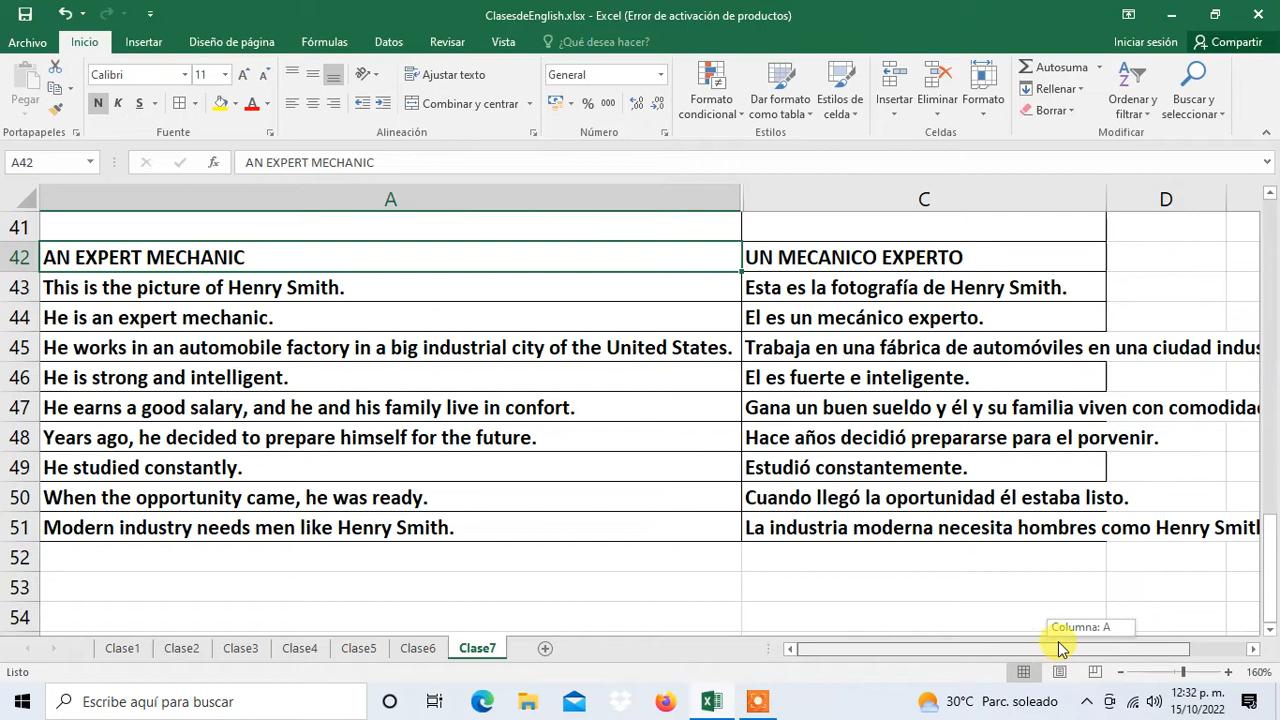 ClasesdeEnglish.xlsx - Excel (Error de activación de productos)
Archivo Inicio Insertar Diseño de página Fórmulas Datos Revisar Vista ¿Qué desea hacer? Iniciar sesión Compartir
Pegar
Calibri 11
N K S
Ajustar texto
Combinar y centrar
General
% 000
Formato condicional
Dar formato como tabla
Estilos de celda
Insertar
Eliminar
Formato
Autosuma
Rellenar
Borrar
Ordenar y filtrar
Buscar y seleccionar
Portapapeles Fuente Alineación Número Estilos Celdas Modificar
A42 fx AN EXPERT MECHANIC
A C D
41
42 AN EXPERT MECHANIC UN MECANICO EXPERTO
43 This is the picture of Henry Smith. Esta es la fotografía de Henry Smith.
44 He is an expert mechanic. El es un mecánico experto.
45 He works in an automobile factory in a big industrial city of the United States. Trabaja en una fábrica de automóviles en una ciudad indus
46 He is strong and intelligent. El es fuerte e inteligente.
47 He earns a good salary, and he and his family live in confort. Gana un buen sueldo y él y su familia viven con comodida
48 Years ago, he decided to prepare himself for the future. Hace años decidió prepararse para el porvenir.
49 He studied constantly. Estudió constantemente.
50 When the opportunity came, he was ready. Cuando llegó la oportunidad él estaba listo.
51 Modern industry needs men like Henry Smith. La industria moderna necesita hombres como Henry Smith
52
53
54
Columna: A
Clase1 Clase2 Clase3 Clase4 Clase5 Clase6 Clase7
Listo 160%
Escribe aquí para buscar 30°C Parc. soleado 12:32 p. m.
15/10/2022